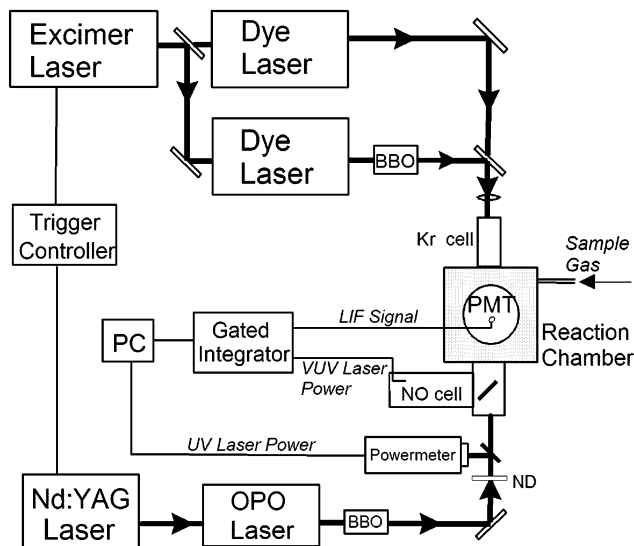 Excimer
Laser
Dye
Laser
Dye
Laser
BBO
Trigger
Controller
Kr cell
Sample
Gas
PMT
LIF Signal
Reaction
Chamber
PC
Gated
Integrator
VUV Laser
Power
NO cell
UV Laser Power
Powermeter
ND
Nd:YAG
Laser
OPO
Laser
BBO